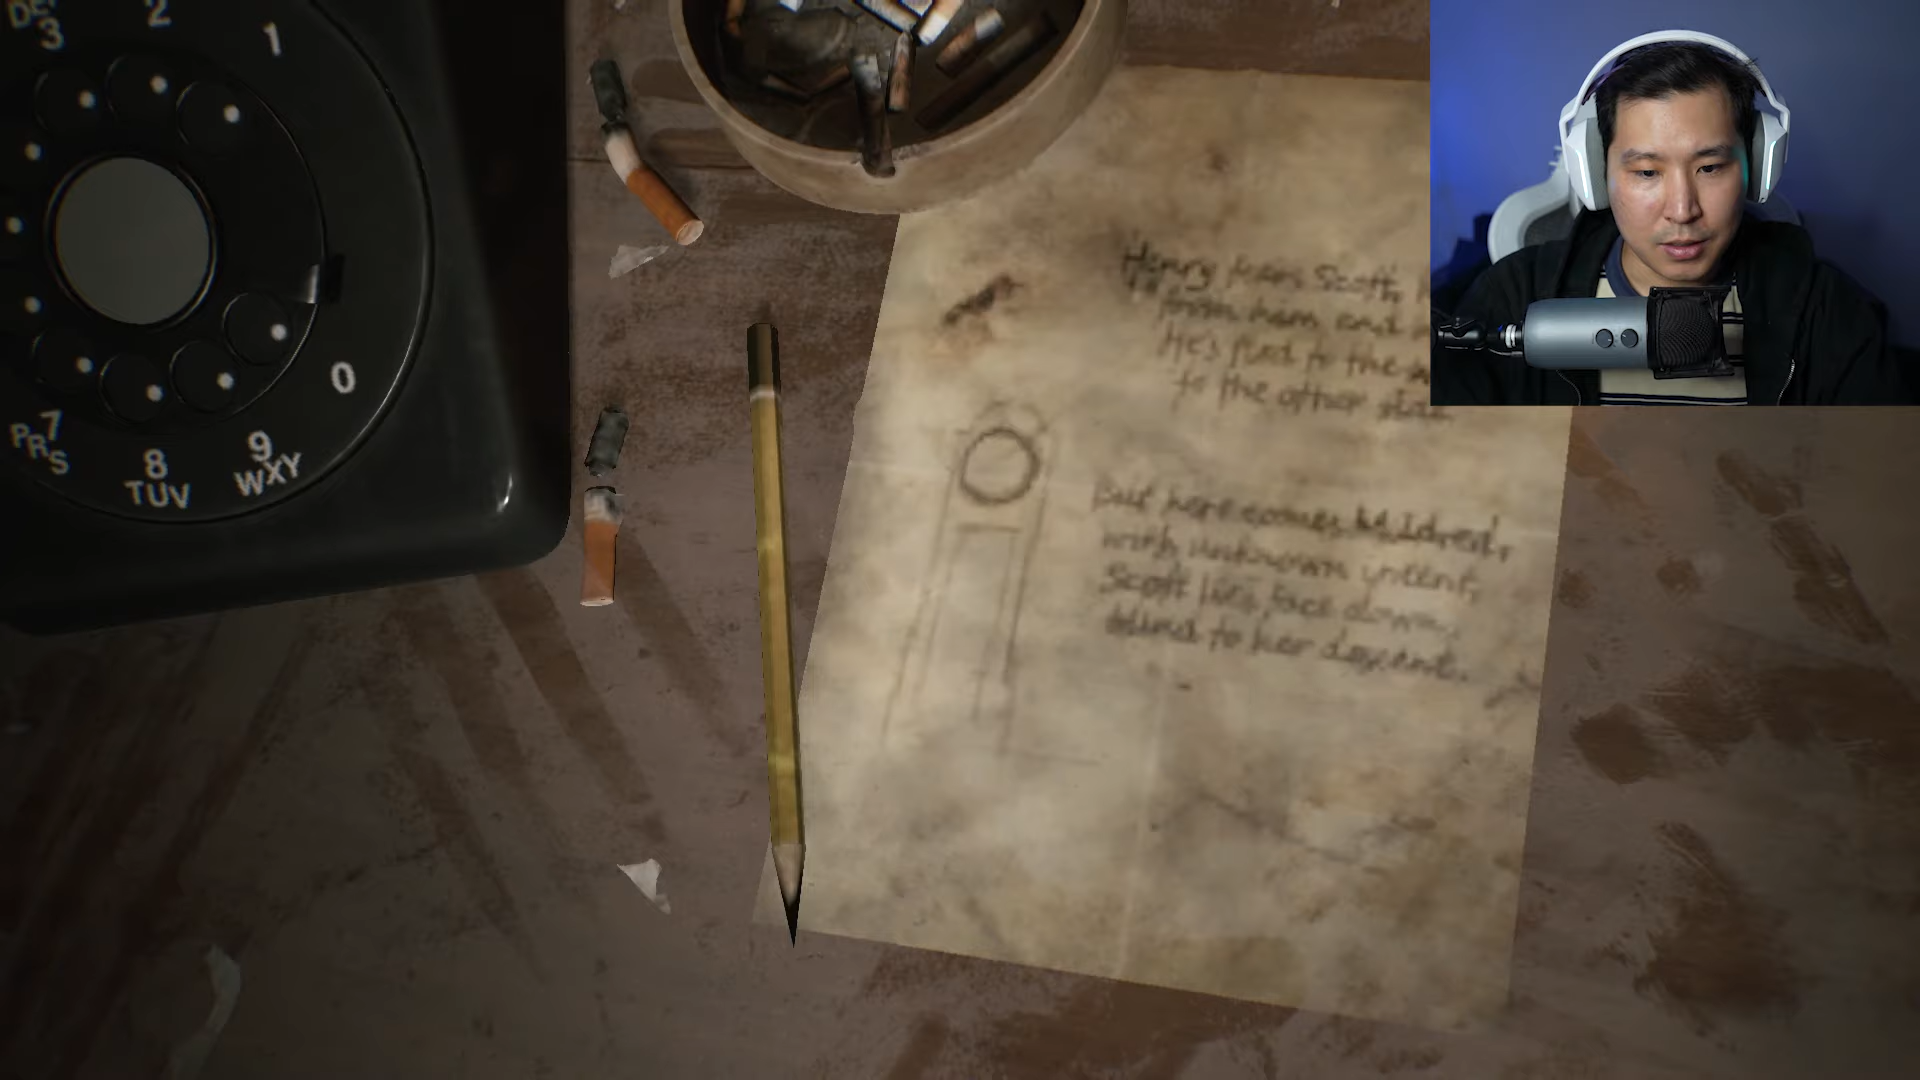 DEF
3
2
1
0
7
PRS
8
TUV
9
WXY
Henry fears Scott,
from him and
He's fled to the
to the other
But here comes Mildred,
with unknown intent,
Scott lies face down,
blind to her descent.